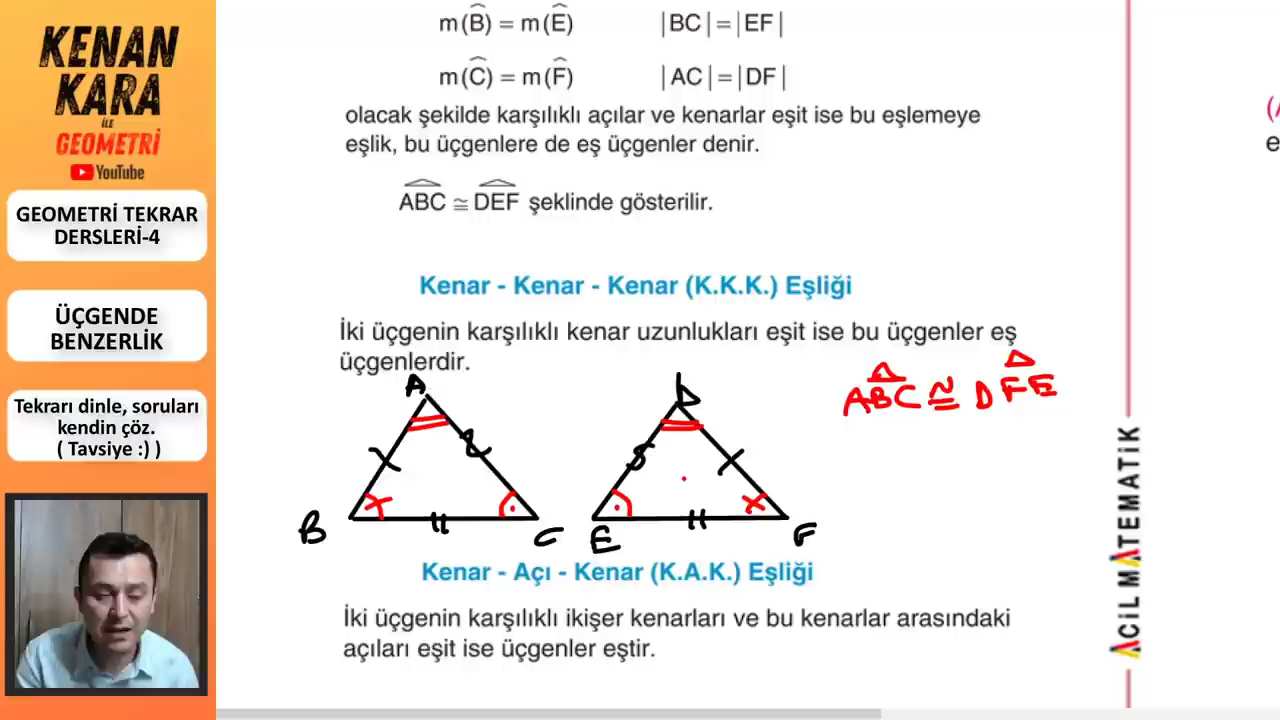 KENAN
KARA
İLE
GEOMETRİ
YouTube
GEOMETRİ TEKRAR
DERSLERİ-4
ÜÇGENDE
BENZERLİK
Tekrarı dinle, soruları
kendin çöz.
( Tavsiye :) )
m(B̂) = m(Ê) |BC| = |EF|
m(Ĉ) = m(F̂) |AC| = |DF|
olacak şekilde karşılıklı açılar ve kenarlar eşit ise bu eşlemeye
eşlik, bu üçgenlere de eş üçgenler denir.
ABC ≅ DEF şeklinde gösterilir.
Kenar - Kenar - Kenar (K.K.K.) Eşliği
İki üçgenin karşılıklı kenar uzunlukları eşit ise bu üçgenler eş
üçgenlerdir.
ABC ≅ DFE
A D
B C E F
Kenar - Açı - Kenar (K.A.K.) Eşliği
İki üçgenin karşılıklı ikişer kenarları ve bu kenarlar arasındaki
açıları eşit ise üçgenler eştir.
ACİL MATEMATİK
e